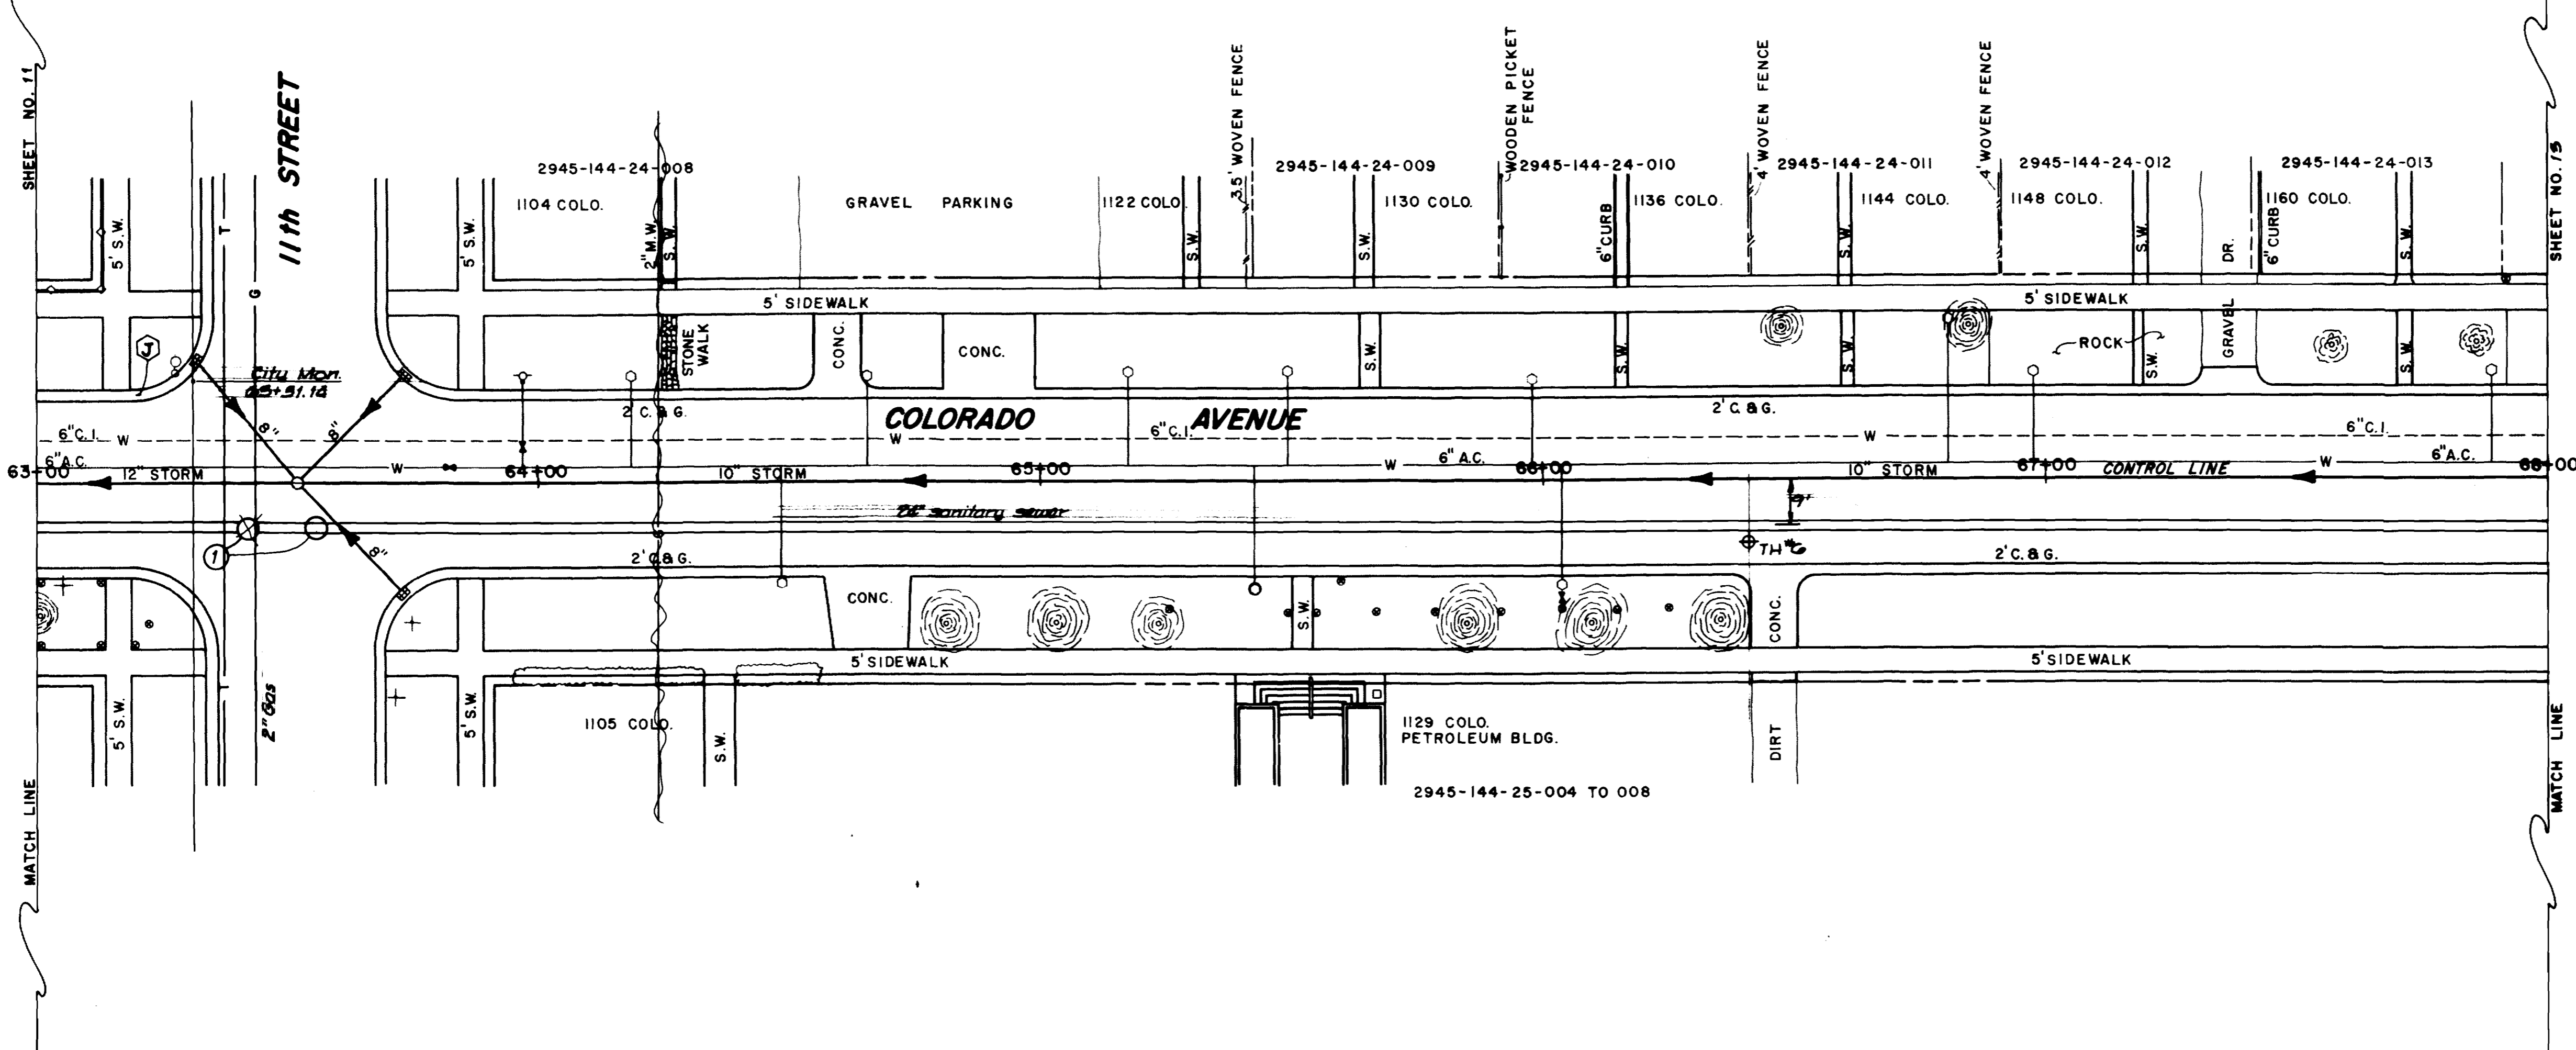 SHEET NO. 11
MATCH LINE
11th STREET
3.5' WOVEN FENCE
WOODEN PICKET
FENCE
4' WOVEN FENCE
4' WOVEN FENCE
SHEET NO. 15
MATCH LINE
2945-144-24-008
2945-144-24-009
2945-144-24-010
2945-144-24-011
2945-144-24-012
2945-144-24-013
1104 COLO.
GRAVEL PARKING
1122 COLO.
1130 COLO.
1136 COLO.
1144 COLO.
1148 COLO.
1160 COLO.
5' S.W.
T
5' S.W.
2" M.W.
S.W.
S.W.
S.W.
6" CURB
S.W.
S.W.
DR.
6" CURB
S.W.
G
5' SIDEWALK
5' SIDEWALK
J
STONE
WALK
CONC.
CONC.
S.W.
S.W.
S.W.
ROCK
S.W.
GRAVEL
S.W.
City Mon.
2' C. & G.
COLORADO AVENUE
2' C. & G.
8"
8"
6" C.I.
W
W
6" C.I.
W
6" C.I.
6" A.C.
W
6" A.C.
W
W
6" A.C.
63+00
12" STORM
64+00
10" STORM
65+00
66+00
10" STORM
67+00
CONTROL LINE
68+00
24" sanitary sewer
9'
1
8"
2' C. & G.
TH #6
2' C. & G.
CONC.
S.W.
CONC.
5' SIDEWALK
5' SIDEWALK
T
5' S.W.
2" Gas
5' S.W.
1105 COLO.
S.W.
1129 COLO.
PETROLEUM BLDG.
DIRT
2945-144-25-004 TO 008